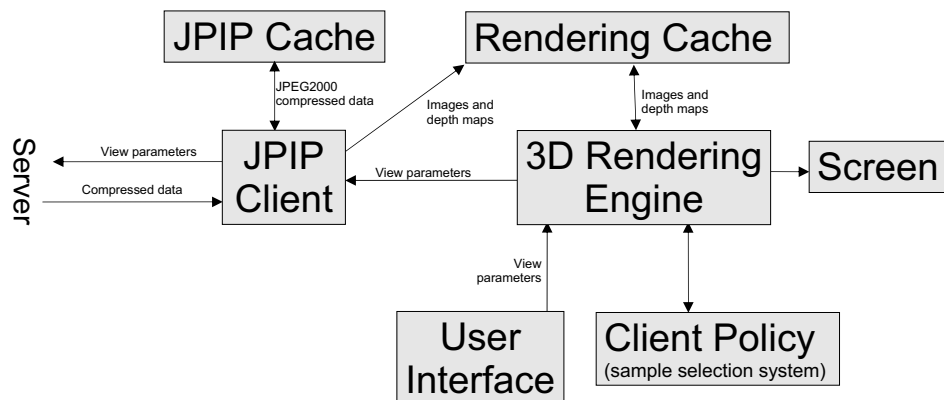 JPIP Cache
Rendering Cache
JPEG2000
compressed data
Images and
depth maps
Images and
depth maps
Server
View parameters
Compressed data
JPIP
Client
View parameters
3D Rendering
Engine
Screen
View
parameters
User
Interface
Client Policy
(sample selection system)